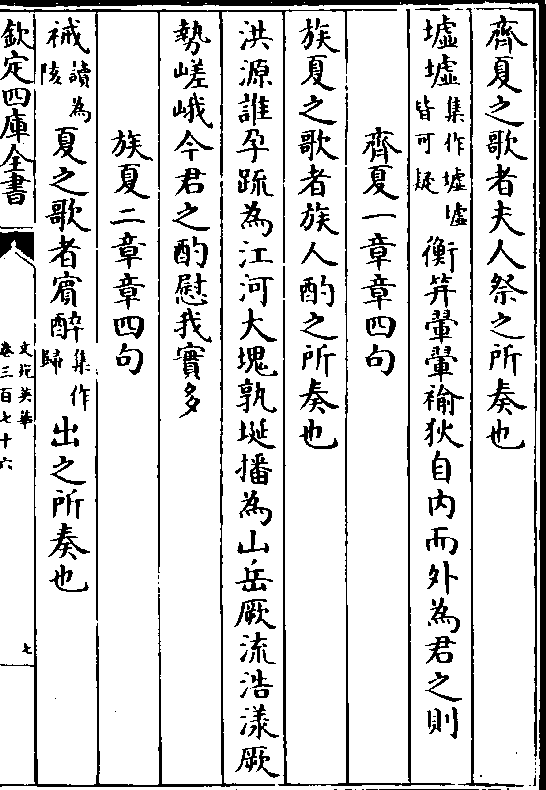 齊夏之歌者夫人祭之所奏也
墟墟集作墟墟皆可疑衡笄翬翬褕狄自内而外為君之則
齊夏一章章四句
族夏之歌者族人酌之所奏也
洪源誰孕疏為江河大塊孰埏播為山岳厥流浩漾厥
勢嵯峨今君之酌慰我實多
族夏二章章四句
祴讀為陔夏之歌者賓醉集作歸出之所奏也
欽定四庫全書
文苑英華
卷三百七十六
七